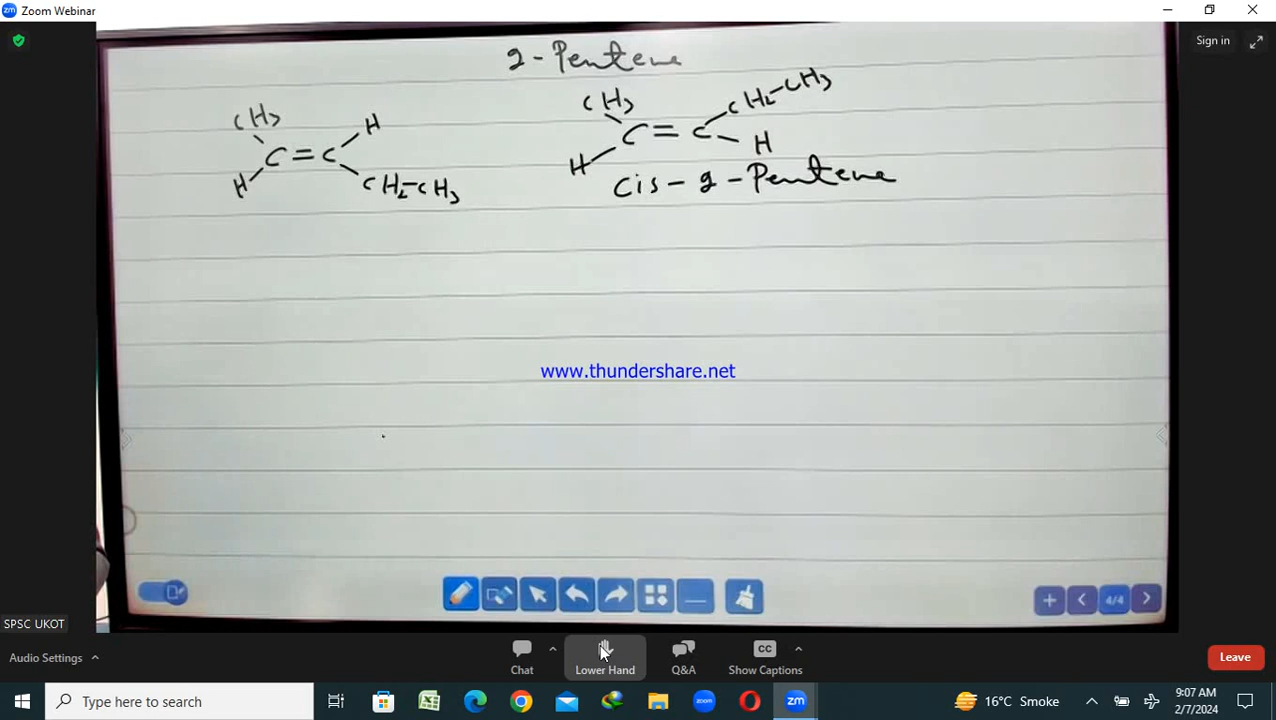 Zoom Webinar
Sign in
2-Pentene
CH3 H
C=C
H CH2-CH3
CH3 CH2-CH3
C=C
H H
Cis-2-Pentene
www.thundershare.net
4/4
SPSC UKOT
Audio Settings
Chat
Lower Hand
Q&A
CC
Show Captions
Leave
Type here to search
zoom
zm
16°C Smoke
9:07 AM
2/7/2024